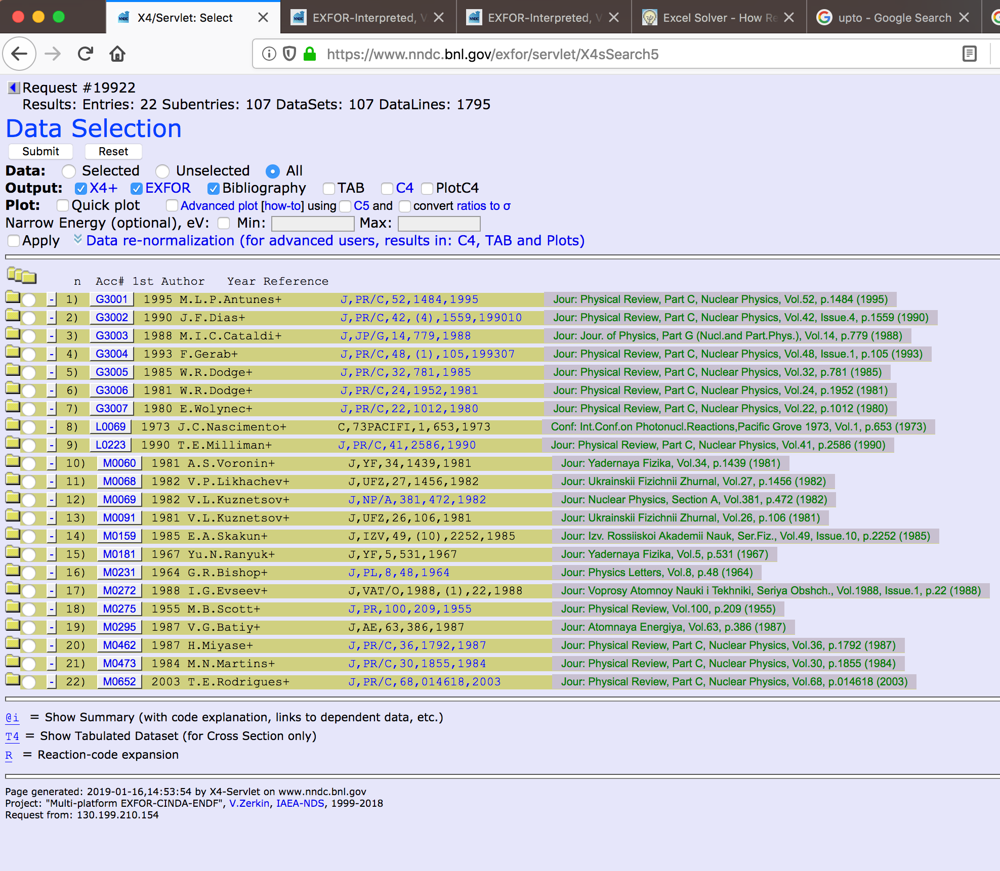 X4/Servlet: Select
EXFOR-Interpreted, V
EXFOR-Interpreted, V
Excel Solver - How Re
upto - Google Search
https://www.nndc.bnl.gov/exfor/servlet/X4sSearch5
Request #19922
Results: Entries: 22 Subentries: 107 DataSets: 107 DataLines: 1795
Data Selection
Submit Reset
Data: Selected Unselected All
Output: X4+ EXFOR Bibliography TAB C4 PlotC4
Plot: Quick plot Advanced plot [how-to] using C5 and convert ratios to σ
Narrow Energy (optional), eV: Min: Max:
Apply Data re-normalization (for advanced users, results in: C4, TAB and Plots)
n Acc# 1st Author Year Reference
- 1) G3001 1995 M.L.P.Antunes+ J,PR/C,52,1484,1995 Jour: Physical Review, Part C, Nuclear Physics, Vol.52, p.1484 (1995)
- 2) G3002 1990 J.F.Dias+ J,PR/C,42,(4),1559,199010 Jour: Physical Review, Part C, Nuclear Physics, Vol.42, Issue.4, p.1559 (1990)
- 3) G3003 1988 M.I.C.Cataldi+ J,JP/G,14,779,1988 Jour: Jour. of Physics, Part G (Nucl.and Part.Phys.), Vol.14, p.779 (1988)
- 4) G3004 1993 F.Gerab+ J,PR/C,48,(1),105,199307 Jour: Physical Review, Part C, Nuclear Physics, Vol.48, Issue.1, p.105 (1993)
- 5) G3005 1985 W.R.Dodge+ J,PR/C,32,781,1985 Jour: Physical Review, Part C, Nuclear Physics, Vol.32, p.781 (1985)
- 6) G3006 1981 W.R.Dodge+ J,PR/C,24,1952,1981 Jour: Physical Review, Part C, Nuclear Physics, Vol.24, p.1952 (1981)
- 7) G3007 1980 E.Wolynec+ J,PR/C,22,1012,1980 Jour: Physical Review, Part C, Nuclear Physics, Vol.22, p.1012 (1980)
- 8) L0069 1973 J.C.Nascimento+ C,73PACIFI,1,653,1973 Conf: Int.Conf.on Photonucl.Reactions,Pacific Grove 1973, Vol.1, p.653 (1973)
- 9) L0223 1990 T.E.Milliman+ J,PR/C,41,2586,1990 Jour: Physical Review, Part C, Nuclear Physics, Vol.41, p.2586 (1990)
- 10) M0060 1981 A.S.Voronin+ J,YF,34,1439,1981 Jour: Yadernaya Fizika, Vol.34, p.1439 (1981)
- 11) M0068 1982 V.P.Likhachev+ J,UFZ,27,1456,1982 Jour: Ukrainskii Fizichnii Zhurnal, Vol.27, p.1456 (1982)
- 12) M0069 1982 V.L.Kuznetsov+ J,NP/A,381,472,1982 Jour: Nuclear Physics, Section A, Vol.381, p.472 (1982)
- 13) M0091 1981 V.L.Kuznetsov+ J,UFZ,26,106,1981 Jour: Ukrainskii Fizichnii Zhurnal, Vol.26, p.106 (1981)
- 14) M0159 1985 E.A.Skakun+ J,IZV,49,(10),2252,1985 Jour: Izv. Rossiiskoi Akademii Nauk, Ser.Fiz., Vol.49, Issue.10, p.2252 (1985)
- 15) M0181 1967 Yu.N.Ranyuk+ J,YF,5,531,1967 Jour: Yadernaya Fizika, Vol.5, p.531 (1967)
- 16) M0231 1964 G.R.Bishop+ J,PL,8,48,1964 Jour: Physics Letters, Vol.8, p.48 (1964)
- 17) M0272 1988 I.G.Evseev+ J,VAT/O,1988,(1),22,1988 Jour: Voprosy Atomnoy Nauki i Tekhniki, Seriya Obshch., Vol.1988, Issue.1, p.22 (1988)
- 18) M0275 1955 M.B.Scott+ J,PR,100,209,1955 Jour: Physical Review, Vol.100, p.209 (1955)
- 19) M0295 1987 V.G.Batiy+ J,AE,63,386,1987 Jour: Atomnaya Energiya, Vol.63, p.386 (1987)
- 20) M0462 1987 H.Miyase+ J,PR/C,36,1792,1987 Jour: Physical Review, Part C, Nuclear Physics, Vol.36, p.1792 (1987)
- 21) M0473 1984 M.N.Martins+ J,PR/C,30,1855,1984 Jour: Physical Review, Part C, Nuclear Physics, Vol.30, p.1855 (1984)
- 22) M0652 2003 T.E.Rodrigues+ J,PR/C,68,014618,2003 Jour: Physical Review, Part C, Nuclear Physics, Vol.68, p.014618 (2003)
@i = Show Summary (with code explanation, links to dependent data, etc.)
T4 = Show Tabulated Dataset (for Cross Section only)
R = Reaction-code expansion
Page generated: 2019-01-16,14:53:54 by X4-Servlet on www.nndc.bnl.gov
Project: "Multi-platform EXFOR-CINDA-ENDF", V.Zerkin, IAEA-NDS, 1999-2018
Request from: 130.199.210.154